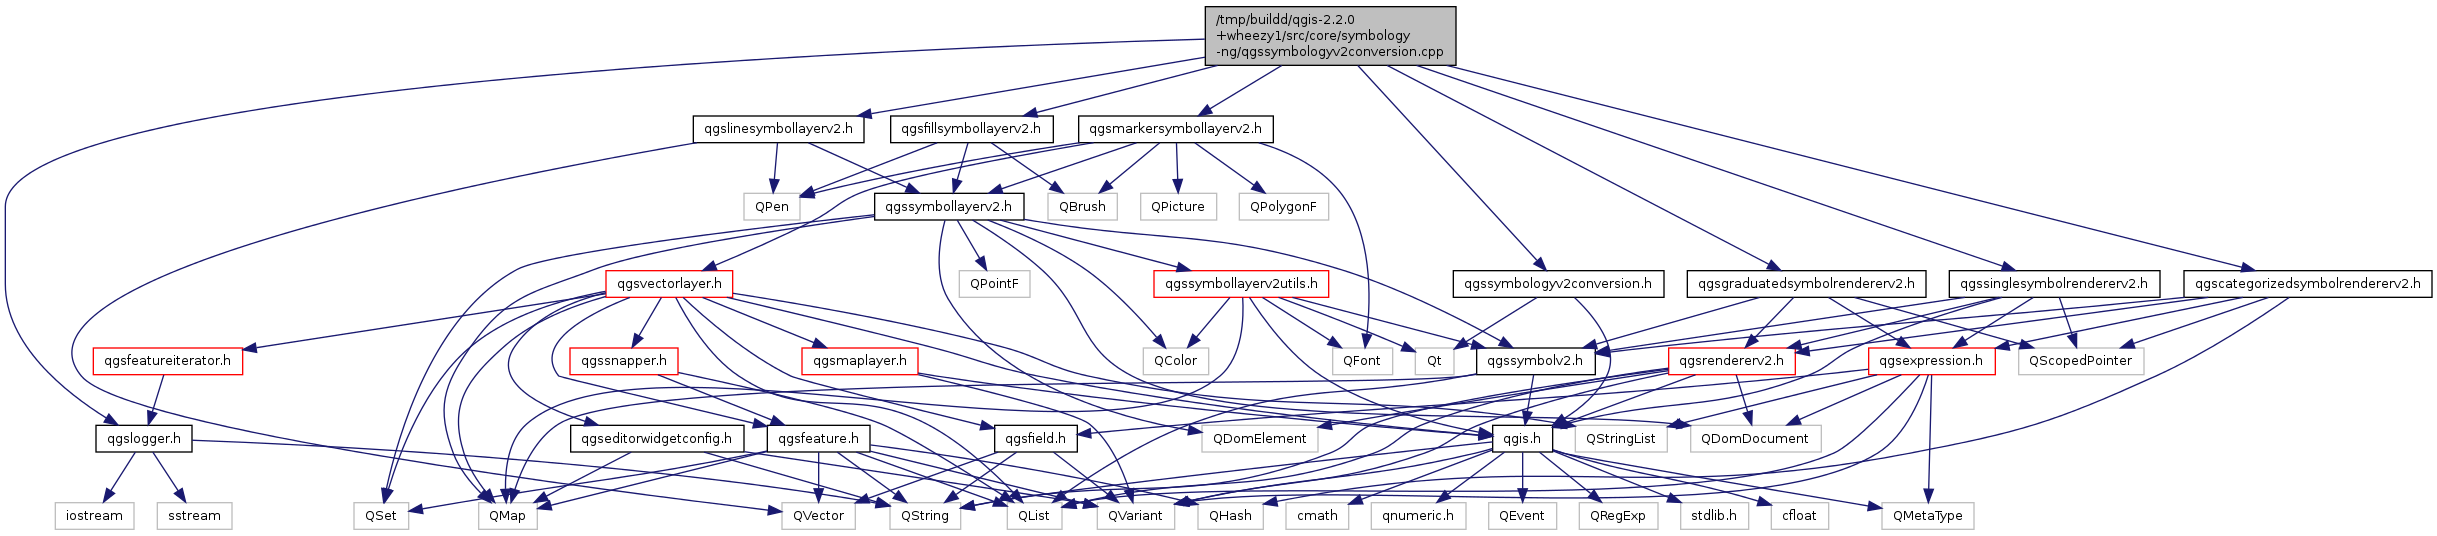 /tmp/buildd/qgis-2.2.0
+wheezy1/src/core/symbology
-ng/qgssymbologyv2conversion.cpp
qgslinesymbollayerv2.h
qgsfillsymbollayerv2.h
qgsmarkersymbollayerv2.h
QPen
qgssymbollayerv2.h
QBrush
QPicture
QPolygonF
qgsvectorlayer.h
QPointF
qgssymbollayerv2utils.h
qgssymbologyv2conversion.h
qgsgraduatedsymbolrendererv2.h
qgssinglesymbolrendererv2.h
qgscategorizedsymbolrendererv2.h
qgsfeatureiterator.h
qgssnapper.h
qgsmaplayer.h
QColor
QFont
Qt
qgssymbolv2.h
qgsrendererv2.h
qgsexpression.h
QScopedPointer
qgslogger.h
qgseditorwidgetconfig.h
qgsfeature.h
qgsfield.h
QDomElement
qgis.h
QStringList
QDomDocument
iostream
sstream
QSet
QMap
QVector
QString
QList
QVariant
QHash
cmath
qnumeric.h
QEvent
QRegExp
stdlib.h
cfloat
QMetaType